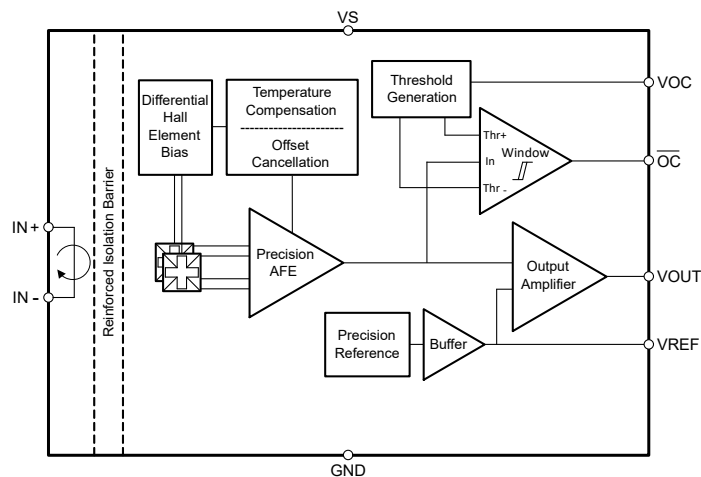 VS
Differential
Hall
Element
Bias
Temperature
Compensation
Offset
Cancellation
Threshold
Generation
VOC
Thr+
In
Thr -
Window
OC
IN+
IN -
Reinforced Isolation Barrier
Precision
AFE
Output
Amplifier
VOUT
Precision
Reference
Buffer
VREF
GND